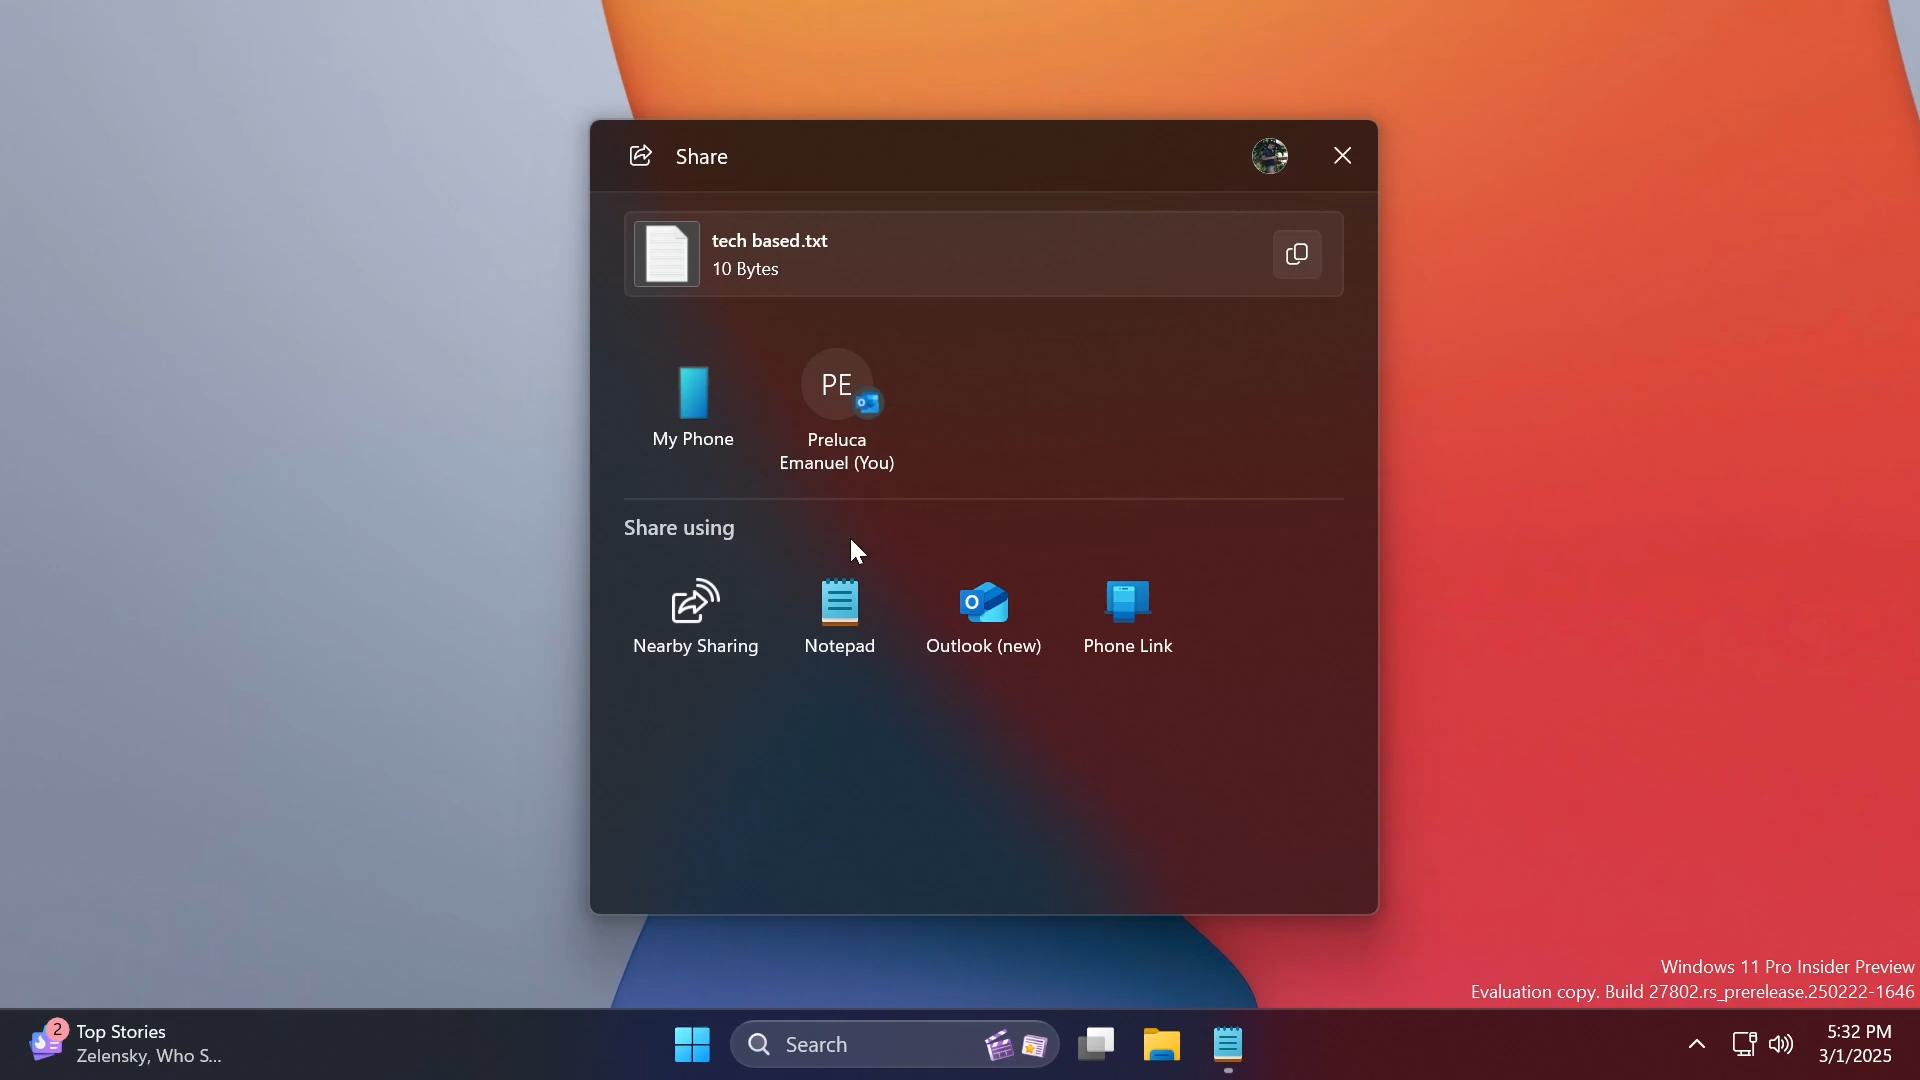 Share
tech based.txt
10 Bytes
My Phone
PE
Preluca
Emanuel (You)
Share using
Nearby Sharing
Notepad
Outlook (new)
Phone Link
Windows 11 Pro Insider Preview
Evaluation copy. Build 27802.rs_prerelease.250222-1646
2
Top Stories
Zelensky, Who S...
Search
5:32 PM
3/1/2025